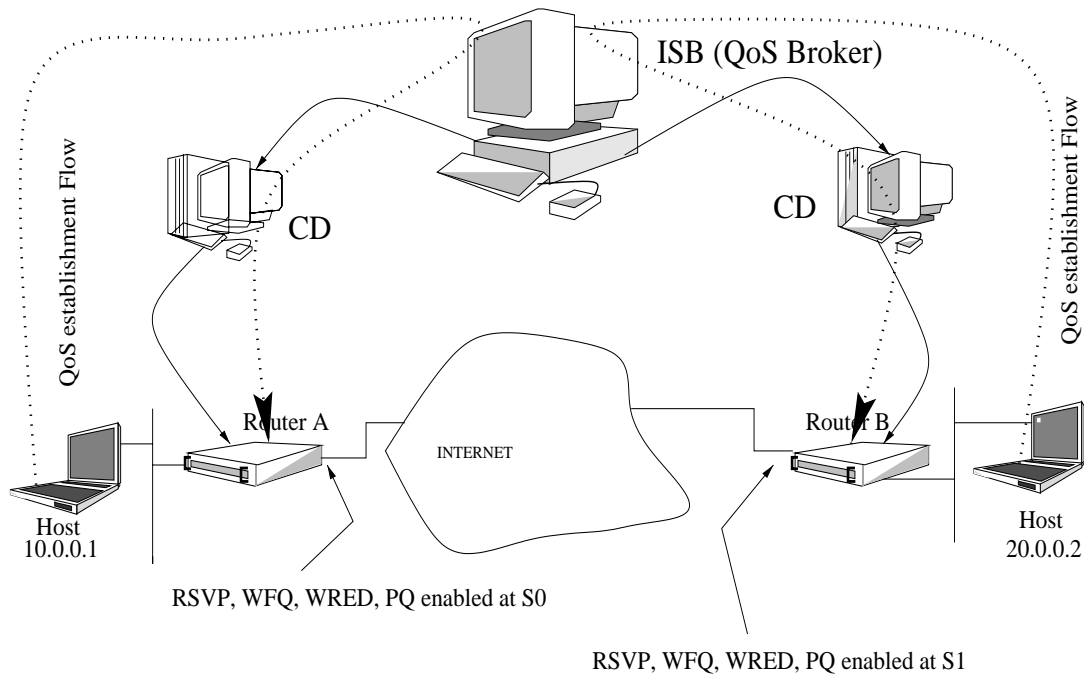 ISB (QoS Broker)
QoS establishment Flow
QoS establishment Flow
CD
CD
Router A
Router B
INTERNET
Host
10.0.0.1
Host
20.0.0.2
RSVP, WFQ, WRED, PQ enabled at S0
RSVP, WFQ, WRED, PQ enabled at S1